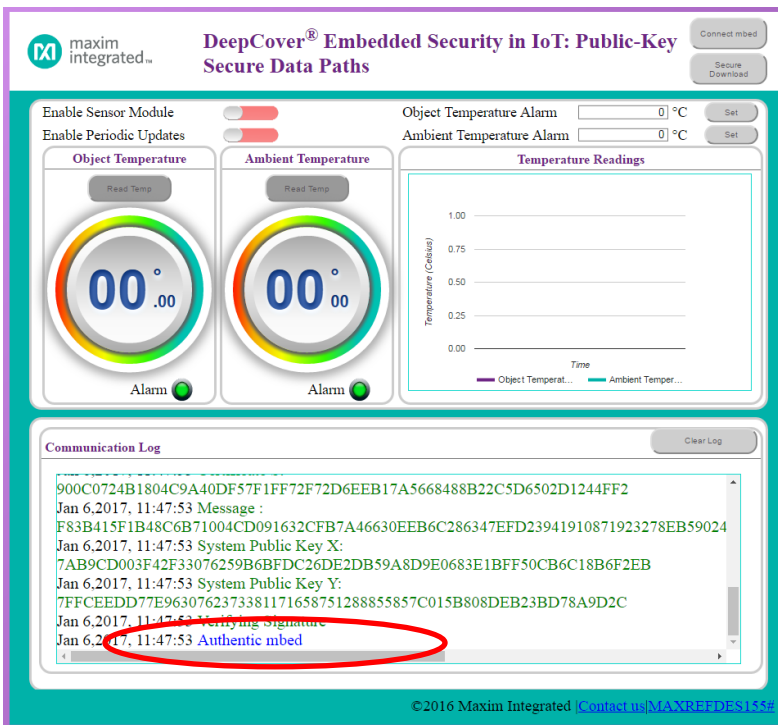 maxim
integrated™
DeepCover® Embedded Security in IoT: Public-Key
Secure Data Paths
Connect mbed
Secure
Download
Enable Sensor Module
Object Temperature Alarm 0 °C Set
Enable Periodic Updates
Ambient Temperature Alarm 0 °C Set
Object Temperature
Read Temp
00°.00
Alarm
Ambient Temperature
Read Temp
00°00
Alarm
Temperature Readings
Temperature (Celsius)
1.00
0.75
0.50
0.25
0.00
Time
Object Temperat...
Ambient Temper...
Communication Log
Clear Log
900C0724B1804C9A40DF57F1FF72F72D6EEB17A5668488B22C5D6502D1244FF2
Jan 6,2017, 11:47:53 Message :
F83B415F1B48C6B71004CD091632CFB7A46630EEB6C286347EFD23941910871923278EB59024
Jan 6,2017, 11:47:53 System Public Key X:
7AB9CD003F42F33076259B6BFDC26DE2DB59A8D9E0683E1BFF50CB6C18B6F2EB
Jan 6,2017, 11:47:53 System Public Key Y:
7FFCEEDD77E9630762373381171658751288855857C015B808DEB23BD78A9D2C
Jan 6,2017, 11:47:53 Verifying Signature
Jan 6,2017, 11:47:53 Authentic mbed
©2016 Maxim Integrated |Contact us|MAXREFDES155#